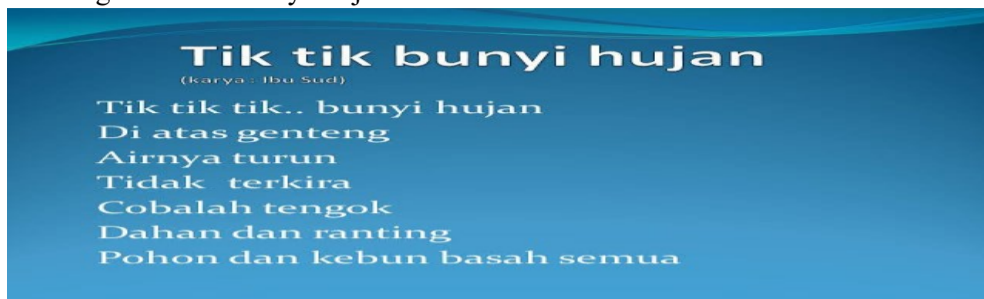 Tik tik bunyi hujan
(karya : Ibu Sud)
Tik tik tik.. bunyi hujan
Di atas genteng
Airnya turun
Tidak terkira
Cobalah tengok
Dahan dan ranting
Pohon dan kebun basah semua